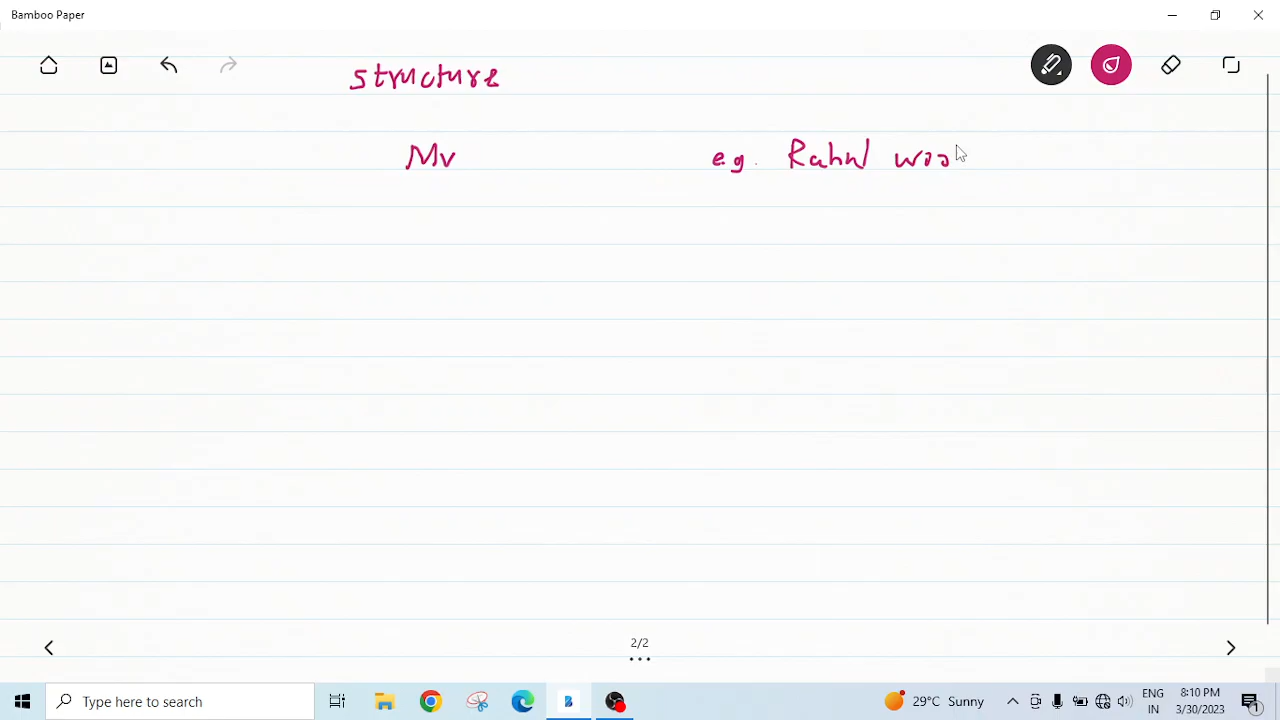 Bamboo Paper
structure
Mv e.g. Rahul
2/2
Type here to search
29°C Sunny
ENG
IN
8:10 PM
3/30/2023
1